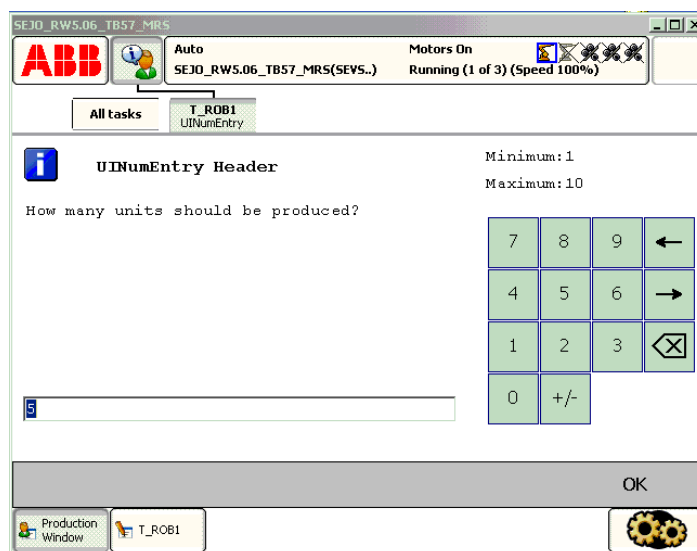 SEJO_RW5.06_TB57_MRS
ABB
Auto
Motors On
SEJO_RW5.06_TB57_MRS(SEVS..)
Running (1 of 3) (Speed 100%)
All tasks
T_ROB1
UINumEntry
UINumEntry Header
Minimum:1
Maximum:10
How many units should be produced?
7 8 9
4 5 6
1 2 3
0 +/-
5
OK
Production
Window
T_ROB1